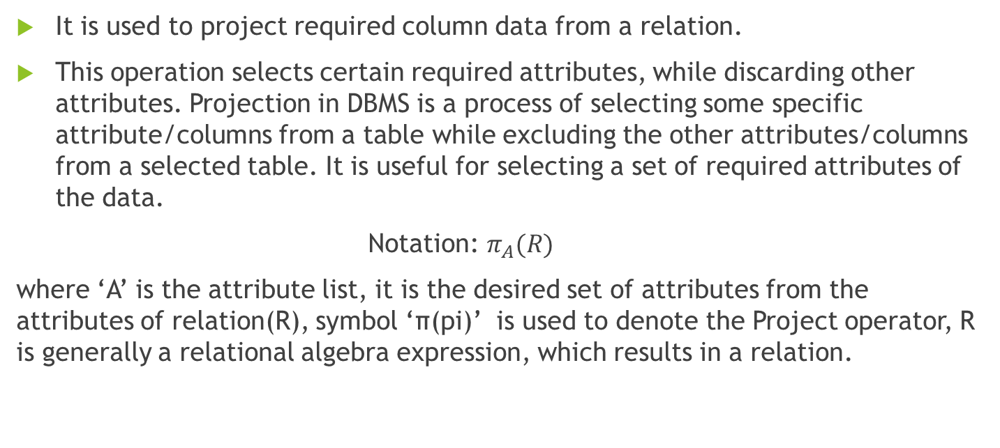 It is used to project required column data from a relation.
This operation selects certain required attributes, while discarding other
attributes. Projection in DBMS is a process of selecting some specific
attribute/columns from a table while excluding the other attributes/columns
from a selected table. It is useful for selecting a set of required attributes of
the data.
Notation: π_A(R)
where ‘A’ is the attribute list, it is the desired set of attributes from the
attributes of relation(R), symbol ‘π(pi)’  is used to denote the Project operator, R
is generally a relational algebra expression, which results in a relation.